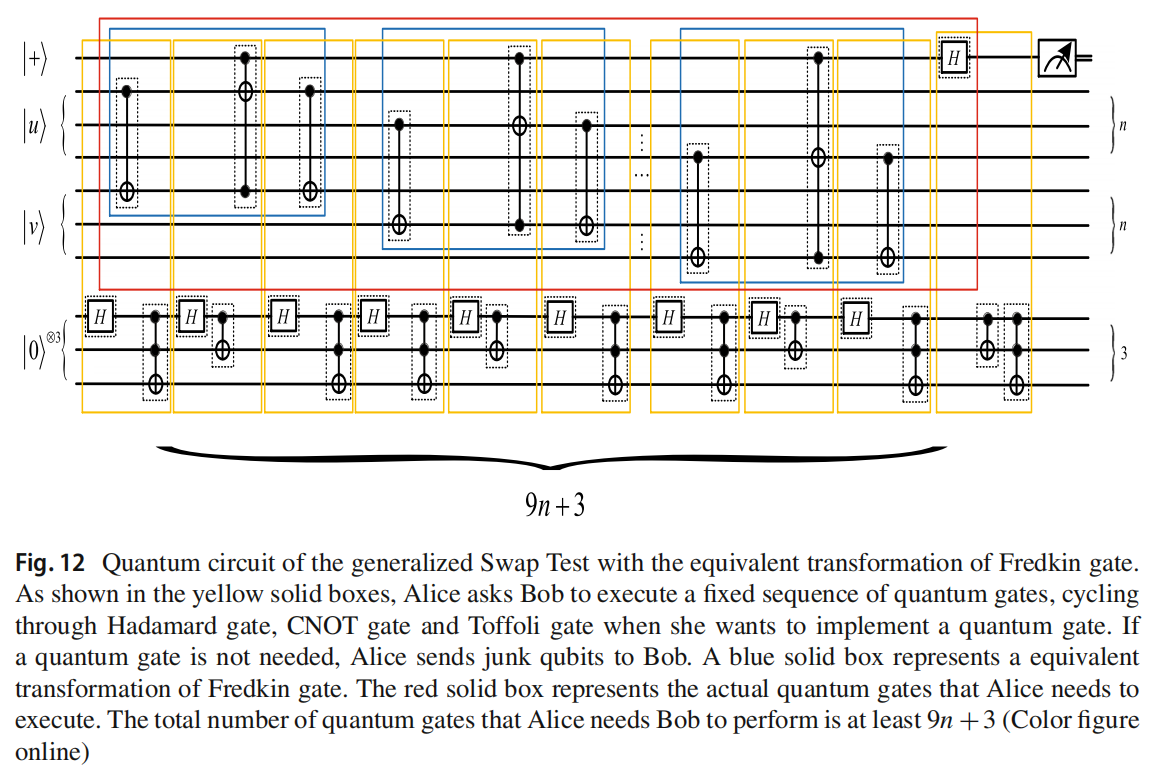 |+⟩
H
|u⟩
n
⋮
...
|v⟩
⋮
n
H H H H H H H H H
|0⟩⊗3
3
9n+3
Fig. 12 Quantum circuit of the generalized Swap Test with the equivalent transformation of Fredkin gate.
As shown in the yellow solid boxes, Alice asks Bob to execute a fixed sequence of quantum gates, cycling
through Hadamard gate, CNOT gate and Toffoli gate when she wants to implement a quantum gate. If
a quantum gate is not needed, Alice sends junk qubits to Bob. A blue solid box represents a equivalent
transformation of Fredkin gate. The red solid box represents the actual quantum gates that Alice needs to
execute. The total number of quantum gates that Alice needs Bob to perform is at least 9n + 3 (Color figure
online)